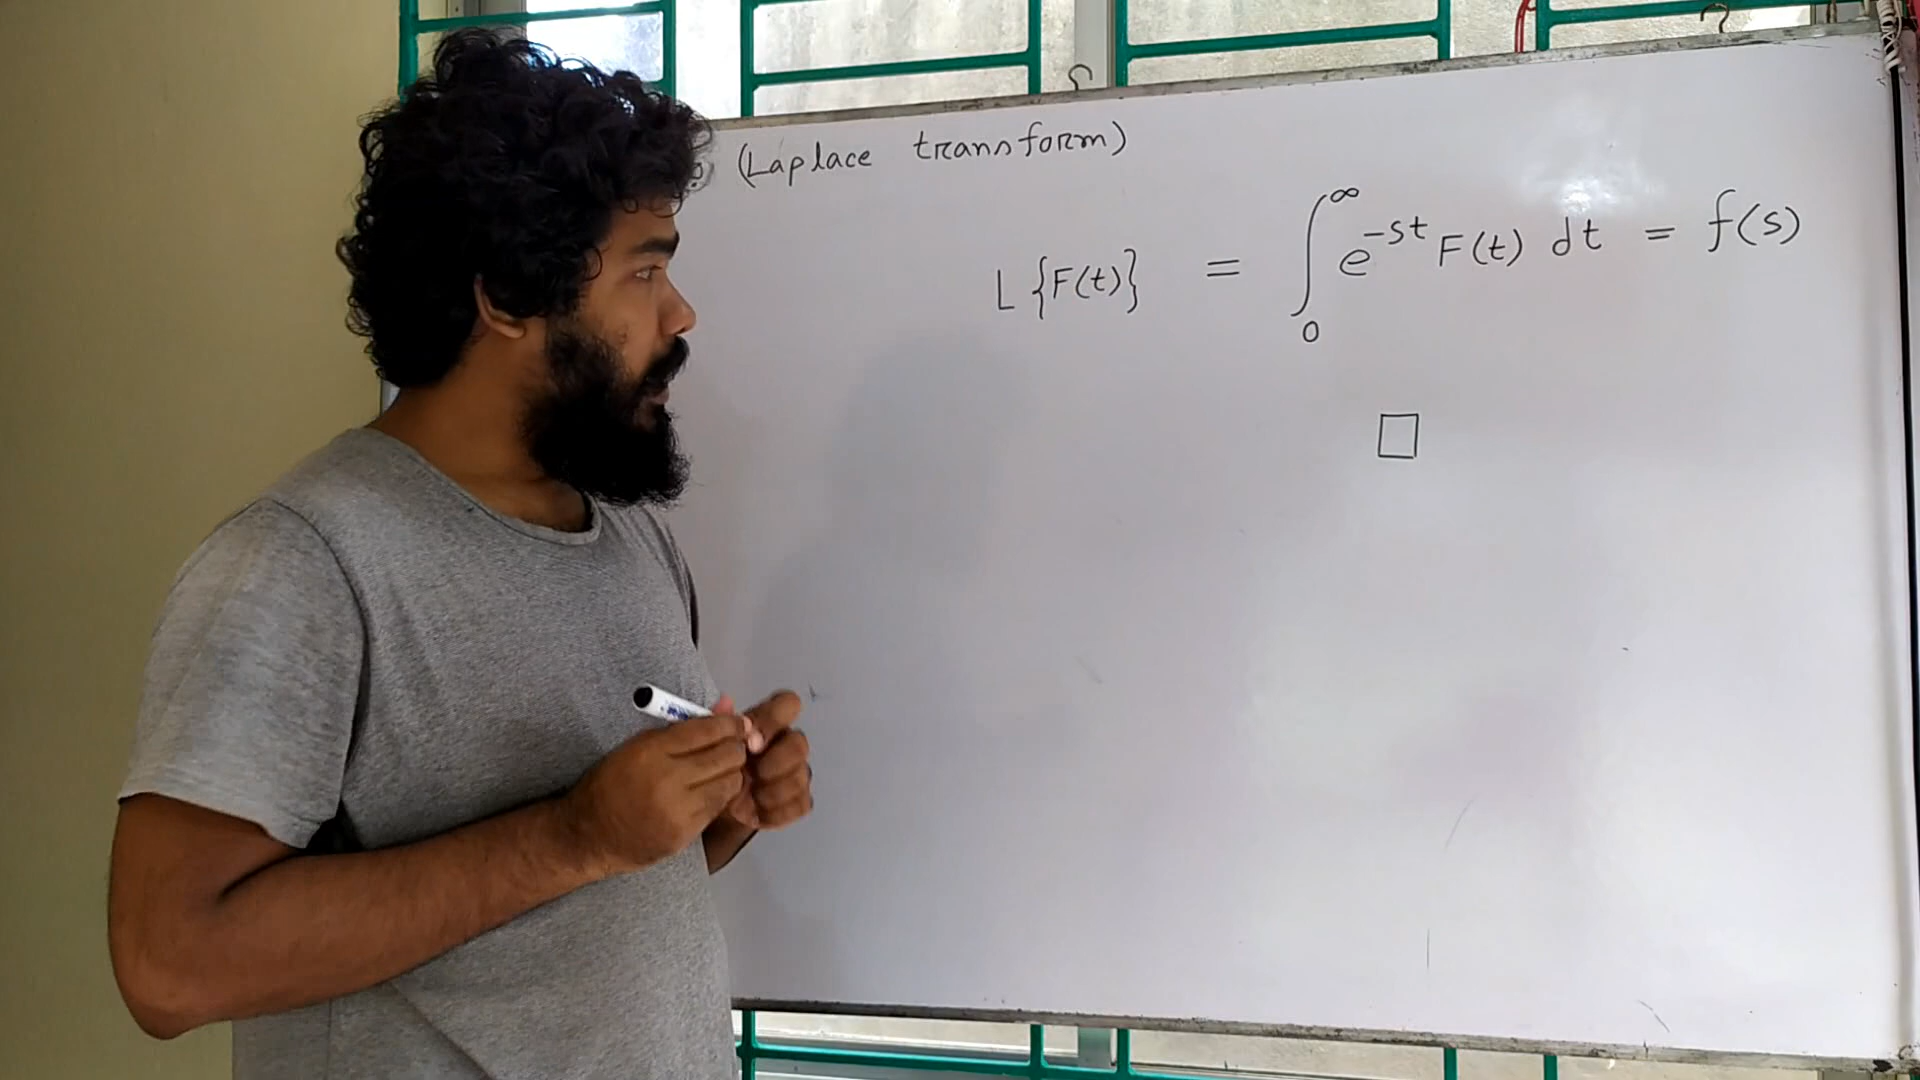 (Laplace transform)
L{F(t)} = ∫₀^∞ e^{-st} F(t) dt = f(s)